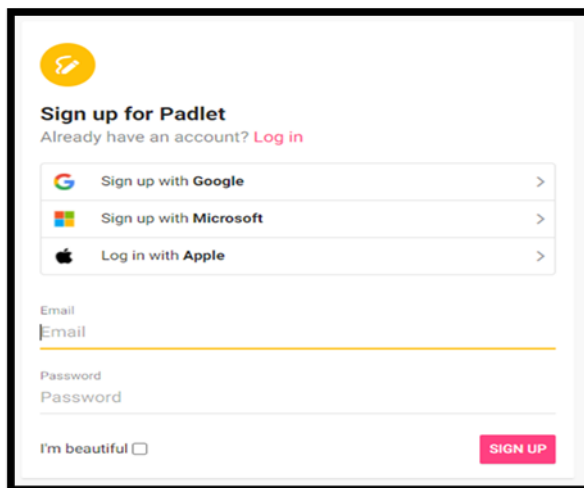 Sign up for Padlet
Already have an account? Log in
Sign up with Google
Sign up with Microsoft
Log in with Apple
Email
Email
Password
Password
I'm beautiful
SIGN UP